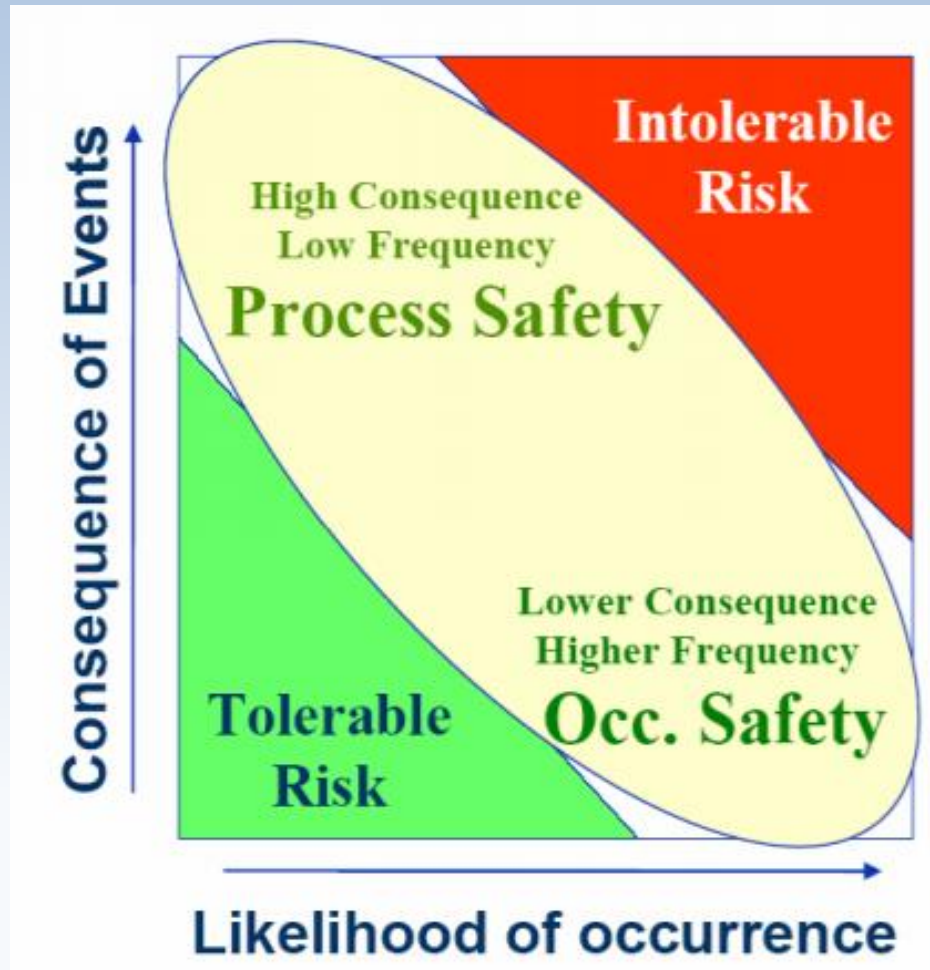 Consequence of Events
Intolerable
Risk
High Consequence
Low Frequency
Process Safety
Lower Consequence
Higher Frequency
Occ. Safety
Tolerable
Risk
Likelihood of occurrence